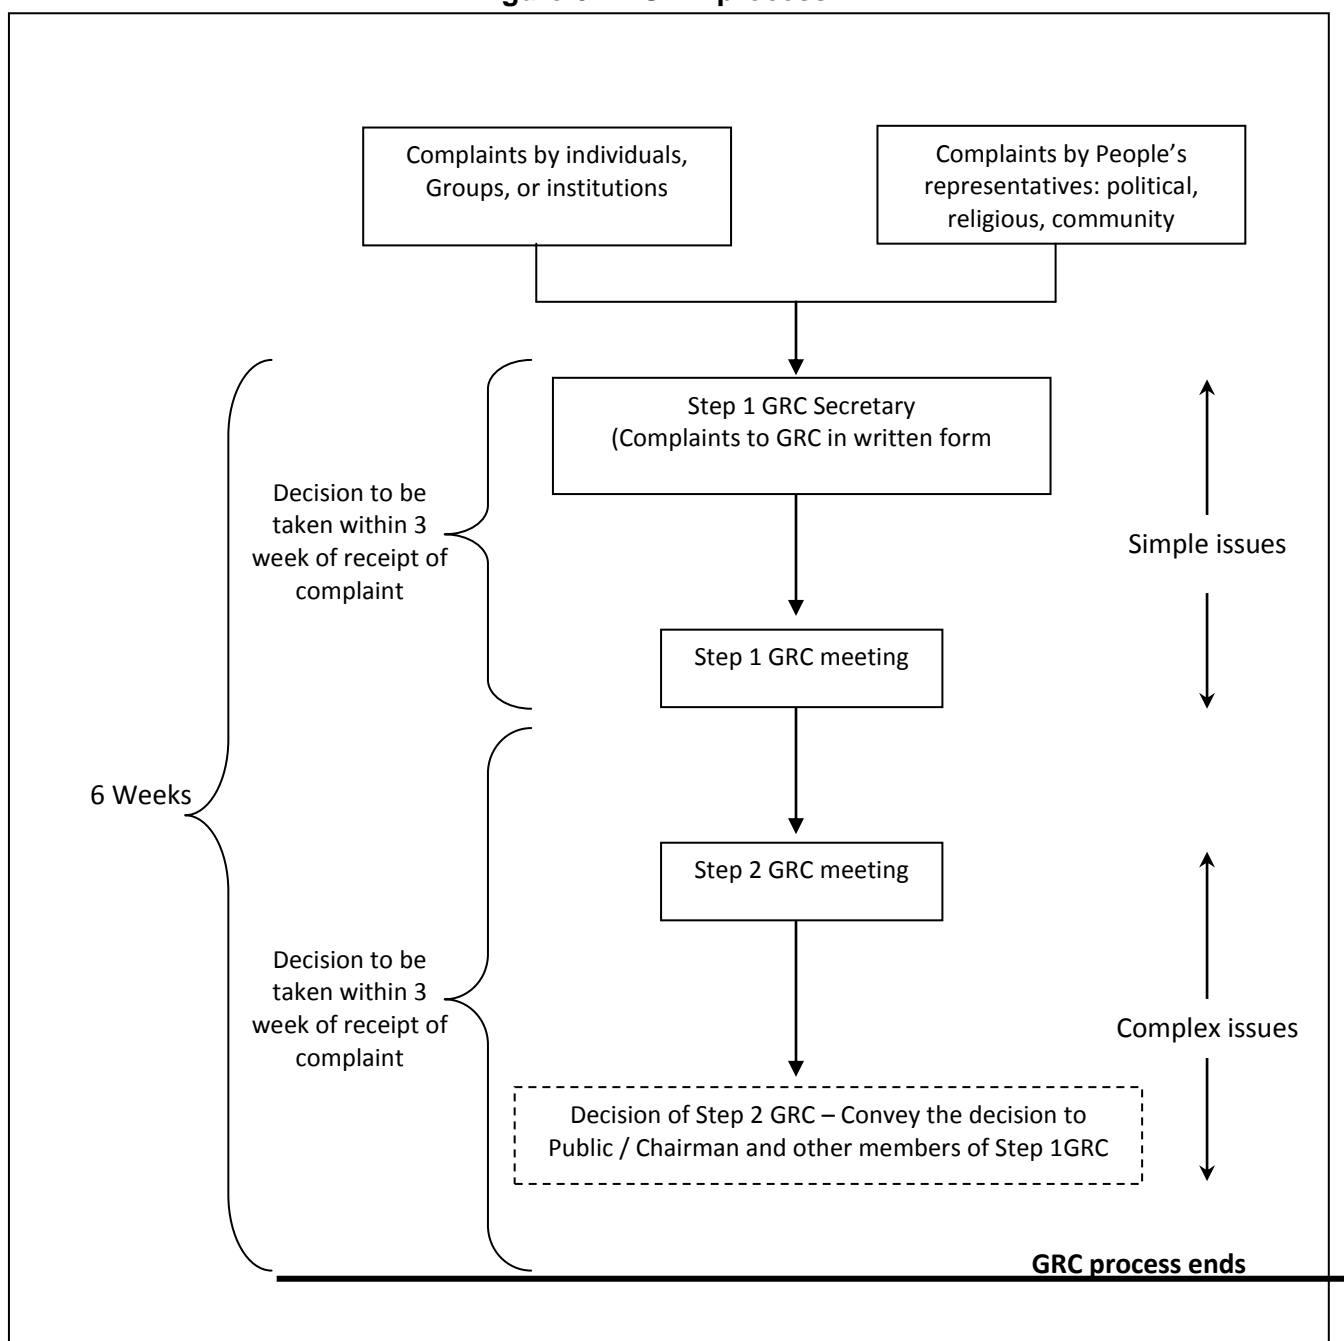 Complaints by individuals,
Groups, or institutions
Complaints by People’s
representatives: political,
religious, community
Step 1 GRC Secretary
(Complaints to GRC in written form
Decision to be
taken within 3
week of receipt of
complaint
Simple issues
Step 1 GRC meeting
6 Weeks
Step 2 GRC meeting
Decision to be
taken within 3
week of receipt of
complaint
Complex issues
Decision of Step 2 GRC – Convey the decision to
Public / Chairman and other members of Step 1GRC
GRC process ends